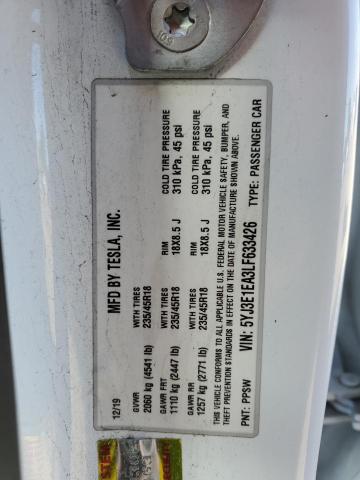 501
MFD BY TESLA, INC.
12/19
GVWR WITH TIRES RIM COLD TIRE PRESSURE
2060 kg (4541 lb) 235/45R18 18X8.5 J 310 kPa, 45 psi
GAWR FRT WITH TIRES RIM COLD TIRE PRESSURE
1110 kg (2447 lb) 235/45R18 18X8.5 J 310 kPa, 45 psi
GAWR RR WITH TIRES RIM COLD TIRE PRESSURE
1257 kg (2771 lb) 235/45R18 18X8.5 J 310 kPa, 45 psi
THIS VEHICLE CONFORMS TO ALL APPLICABLE U.S. FEDERAL MOTOR VEHICLE SAFETY, BUMPER, AND
THEFT PREVENTION STANDARDS IN EFFECT ON THE DATE OF MANUFACTURE SHOWN ABOVE.
VIN: 5YJ3E1EA3LF633426
PNT: PPSW TYPE: PASSENGER CAR